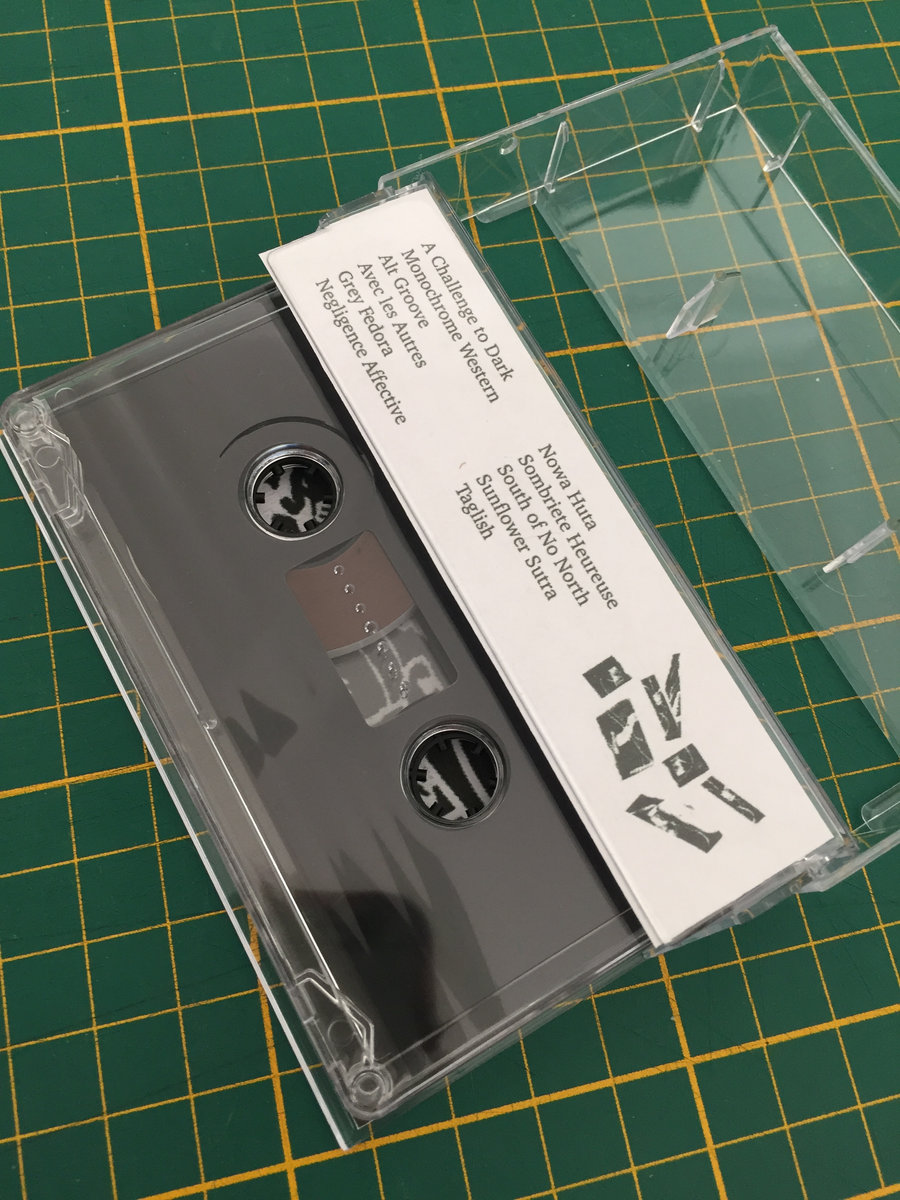 A Challenge to Dark
Monochrome Western
Alt Groove
Avec les Autres
Grey Fedora
Negligence Affective
Nowa Huta
Sombriete Heureuse
South of No North
Sunflower Sutra
Taglish